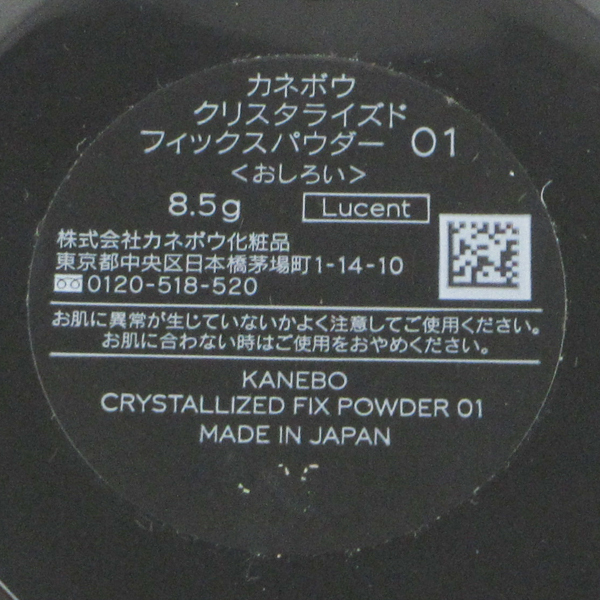 カネボウ
クリスタライズド
フィックスパウダー 01
<おしろい>
8.5g Lucent
株式会社カネボウ化粧品
東京都中央区日本橋茅場町1-14-10
0120-518-520
お肌に異常が生じていないかよく注意してご使用ください。
お肌に合わない時はご使用をおやめください。
KANEBO
CRYSTALLIZED FIX POWDER 01
MADE IN JAPAN